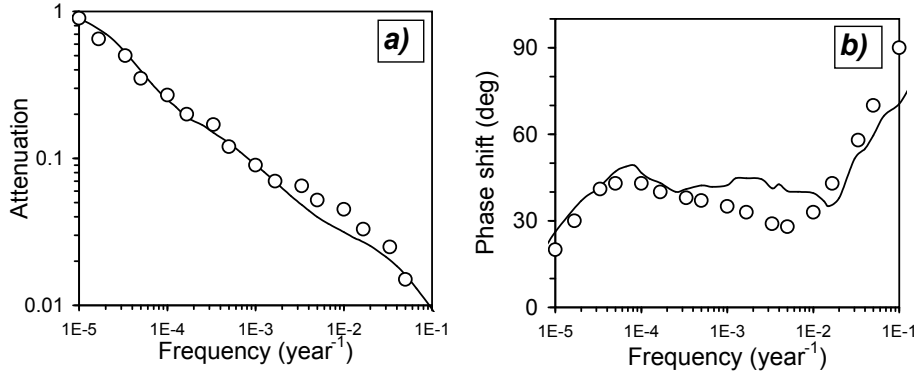 a)
1
0.1
0.01
Attenuation
1E-5 1E-4 1E-3 1E-2 1E-1
Frequency (year-1)
b)
90
60
30
0
Phase shift (deg)
1E-5 1E-4 1E-3 1E-2 1E-1
Frequency (year-1)